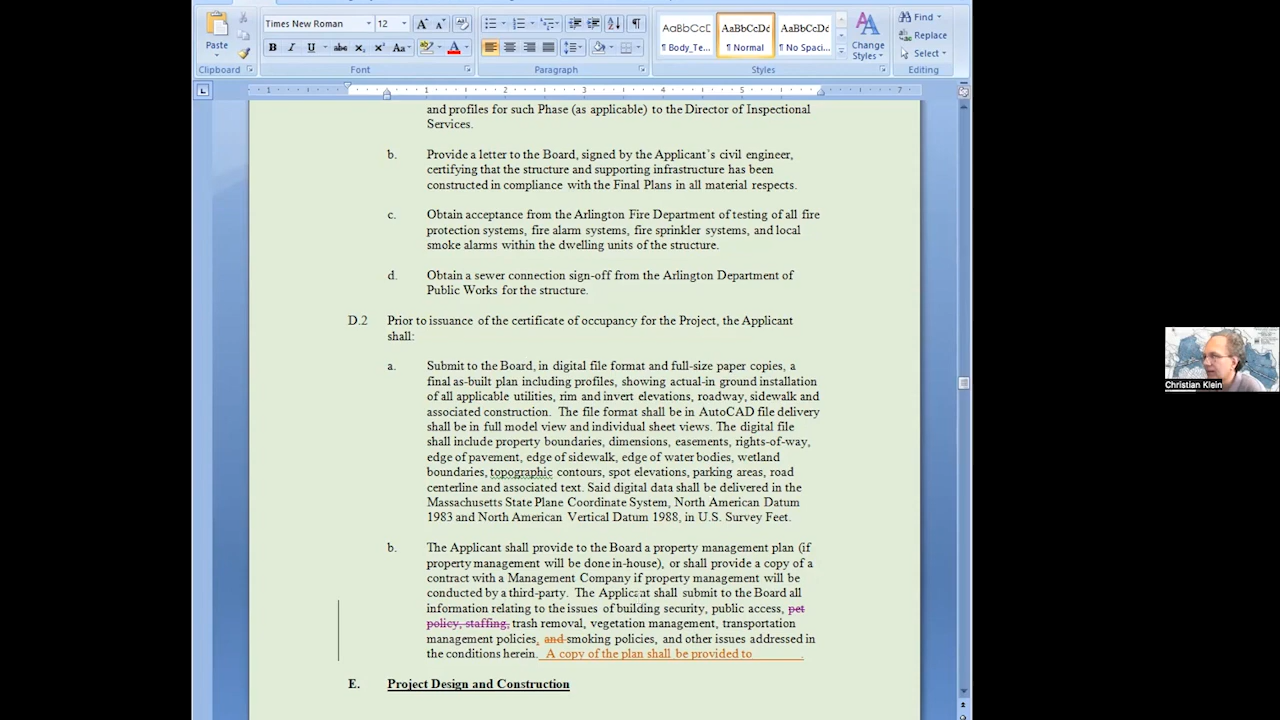 Times New Roman 12
Find
Replace
Select
Paste
B I U abc x₂ x² Aa
AaBbCcD AaBbCcDc AaBbCcDc
¶ Body_Te... ¶ Normal ¶ No Spaci...
Change
Styles
Clipboard Font Paragraph Styles Editing
1 1 2 3 4 5 7
and profiles for such Phase (as applicable) to the Director of Inspectional
Services.
b. Provide a letter to the Board, signed by the Applicant's civil engineer,
certifying that the structure and supporting infrastructure has been
constructed in compliance with the Final Plans in all material respects.
c. Obtain acceptance from the Arlington Fire Department of testing of all fire
protection systems, fire alarm systems, fire sprinkler systems, and local
smoke alarms within the dwelling units of the structure.
d. Obtain a sewer connection sign-off from the Arlington Department of
Public Works for the structure.
D.2 Prior to issuance of the certificate of occupancy for the Project, the Applicant
shall:
a. Submit to the Board, in digital file format and full-size paper copies, a
final as-built plan including profiles, showing actual-in ground installation
of all applicable utilities, rim and invert elevations, roadway, sidewalk and
associated construction. The file format shall be in AutoCAD file delivery
shall be in full model view and individual sheet views. The digital file
shall include property boundaries, dimensions, easements, rights-of-way,
edge of pavement, edge of sidewalk, edge of water bodies, wetland
boundaries, topographic contours, spot elevations, parking areas, road
centerline and associated text. Said digital data shall be delivered in the
Massachusetts State Plane Coordinate System, North American Datum
1983 and North American Vertical Datum 1988, in U.S. Survey Feet.
b. The Applicant shall provide to the Board a property management plan (if
property management will be done in-house), or shall provide a copy of a
contract with a Management Company if property management will be
conducted by a third-party. The Applicant shall submit to the Board all
information relating to the issues of building security, public access, pet
policy, staffing, trash removal, vegetation management, transportation
management policies, and smoking policies, and other issues addressed in
the conditions herein. A copy of the plan shall be provided to ________.
E. Project Design and Construction
Christian Klein